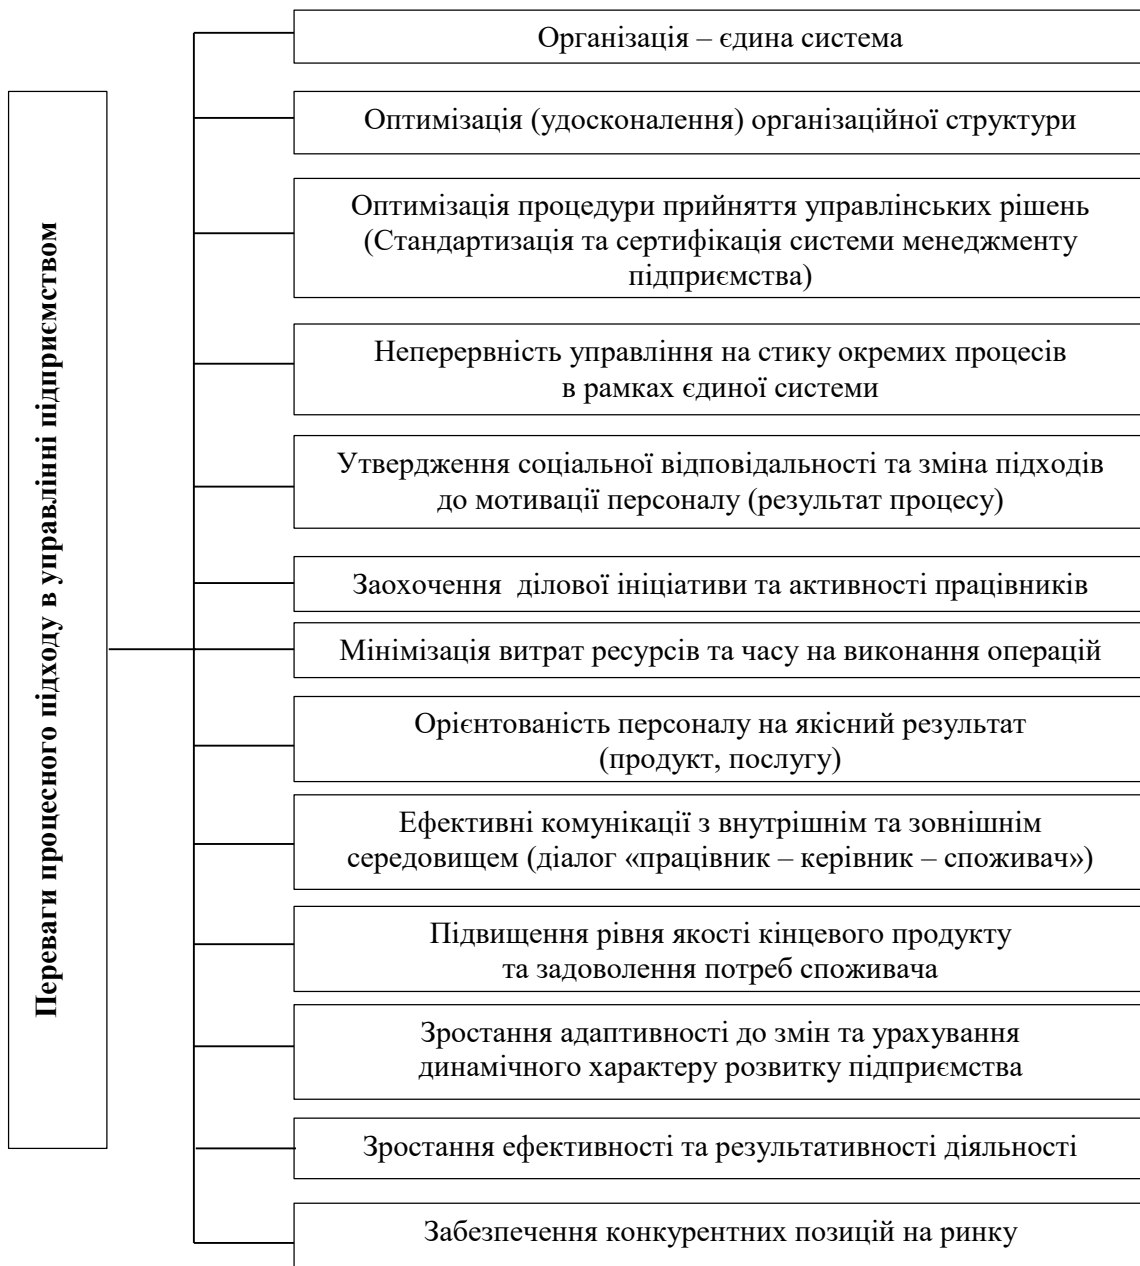 Переваги процесного підходу в управлінні підприємством
Організація – єдина система
Оптимізація (удосконалення) організаційної структури
Оптимізація процедури прийняття управлінських рішень
(Стандартизація та сертифікація системи менеджменту
підприємства)
Неперервність управління на стику окремих процесів
в рамках єдиної системи
Утвердження соціальної відповідальності та зміна підходів
до мотивації персоналу (результат процесу)
Заохочення ділової ініціативи та активності працівників
Мінімізація витрат ресурсів та часу на виконання операцій
Орієнтованість персоналу на якісний результат
(продукт, послугу)
Ефективні комунікації з внутрішнім та зовнішнім
середовищем (діалог «працівник – керівник – споживач»)
Підвищення рівня якості кінцевого продукту
та задоволення потреб споживача
Зростання адаптивності до змін та урахування
динамічного характеру розвитку підприємства
Зростання ефективності та результативності діяльності
Забезпечення конкурентних позицій на ринку